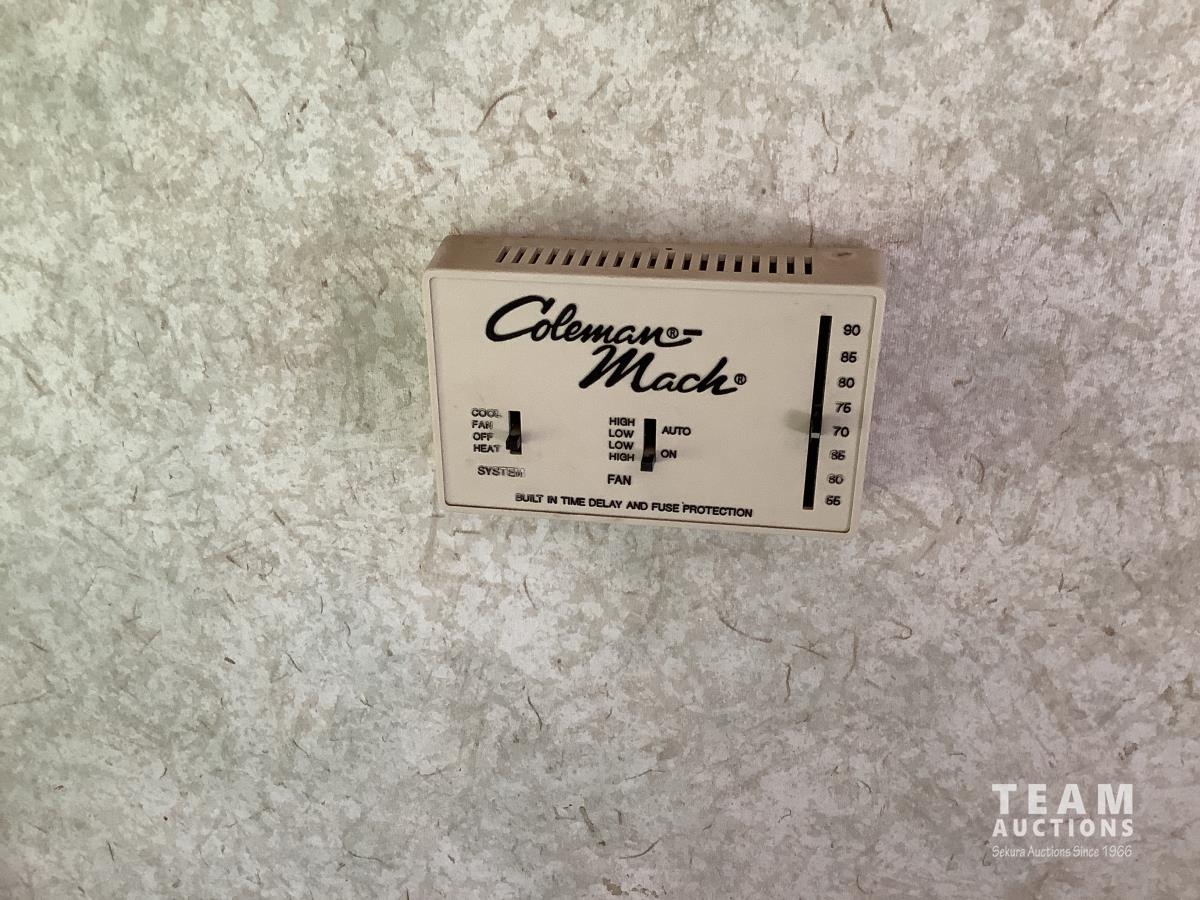 Coleman®-
Mach®
90
85
80
75
70
65
60
55
COOL
FAN
OFF
HEAT
SYSTEM
HIGH
LOW
LOW
HIGH
AUTO
ON
FAN
BUILT IN TIME DELAY AND FUSE PROTECTION
TEAM
AUCTIONS
Sekura Auctions Since 1966